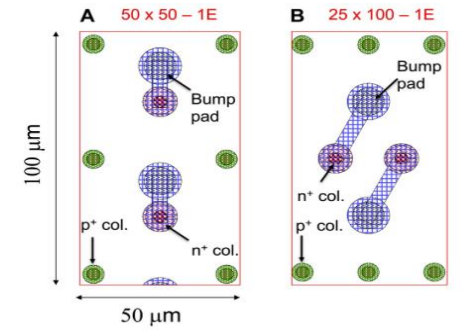 A 50 x 50 – 1E
B 25 x 100 – 1E
Bump
pad
p⁺ col.
n⁺ col.
Bump
pad
n⁺ col.
p⁺ col.
100 μm
50 μm